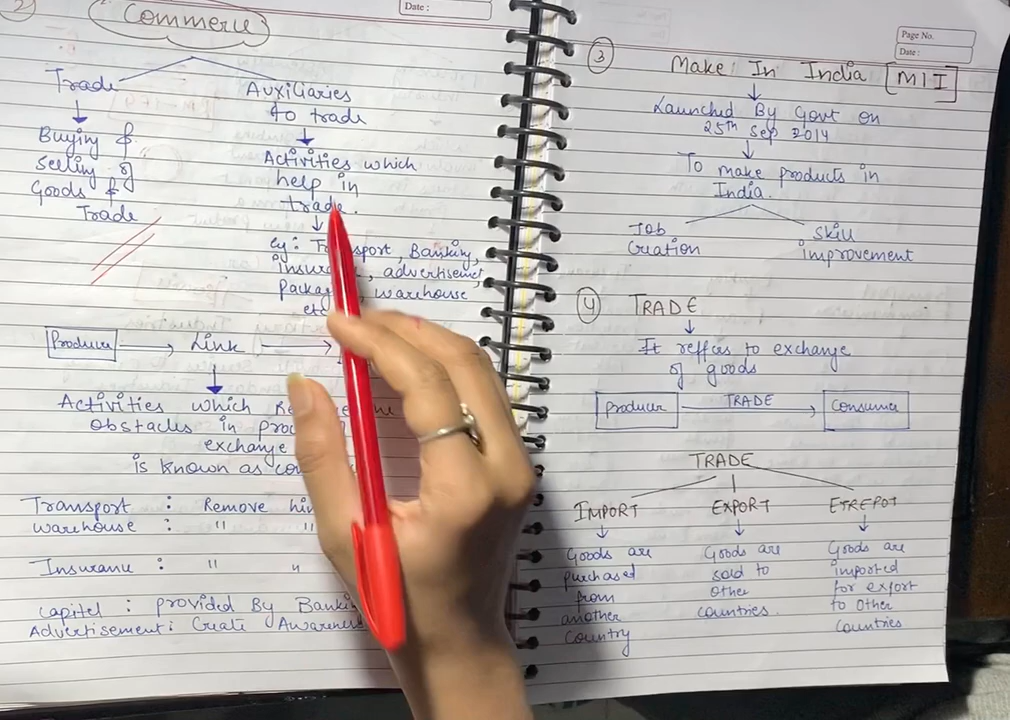 2
Commerce
Date :
Trade
Auxiliaries
to trade
Buying &
Selling of
Goods &
Trade
Activities which
help in
trade.
eg: Transport, Banking,
, advertisement
, warehouse
etc
Producer
Link
Activities which
obstacles in
exchange
is known as
Transport : Remove
warehouse : " "
Insurance : " "
Capitel : provided By
Advertisement : Create
3
Page No.
Date :
Make In India [MII]
Launched By Govt on
25th Sep 2014
To make products in
India.
Job
Creation
Skill
improvement
4
TRADE
It reffers to exchange
of goods
Producer
TRADE
Consumer
TRADE
IMPORT
EXPORT
ETREPOT
Goods are
purchased
from
another
country
Goods are
sold to
Other
countries.
Goods are
imported
for export
to Other
Countries